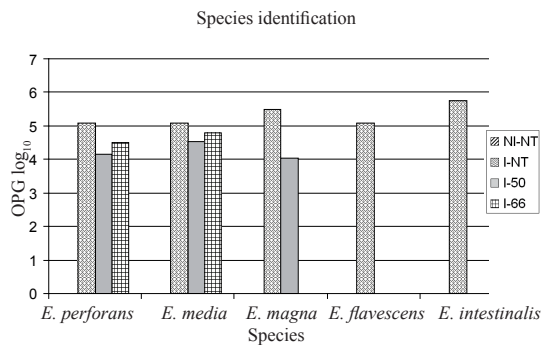 Species identification
7
6
5
4
3
2
1
0
OPG log10
NI-NT
I-NT
I-50
I-66
E. perforans E. media E. magna E. flavescens E. intestinalis
Species